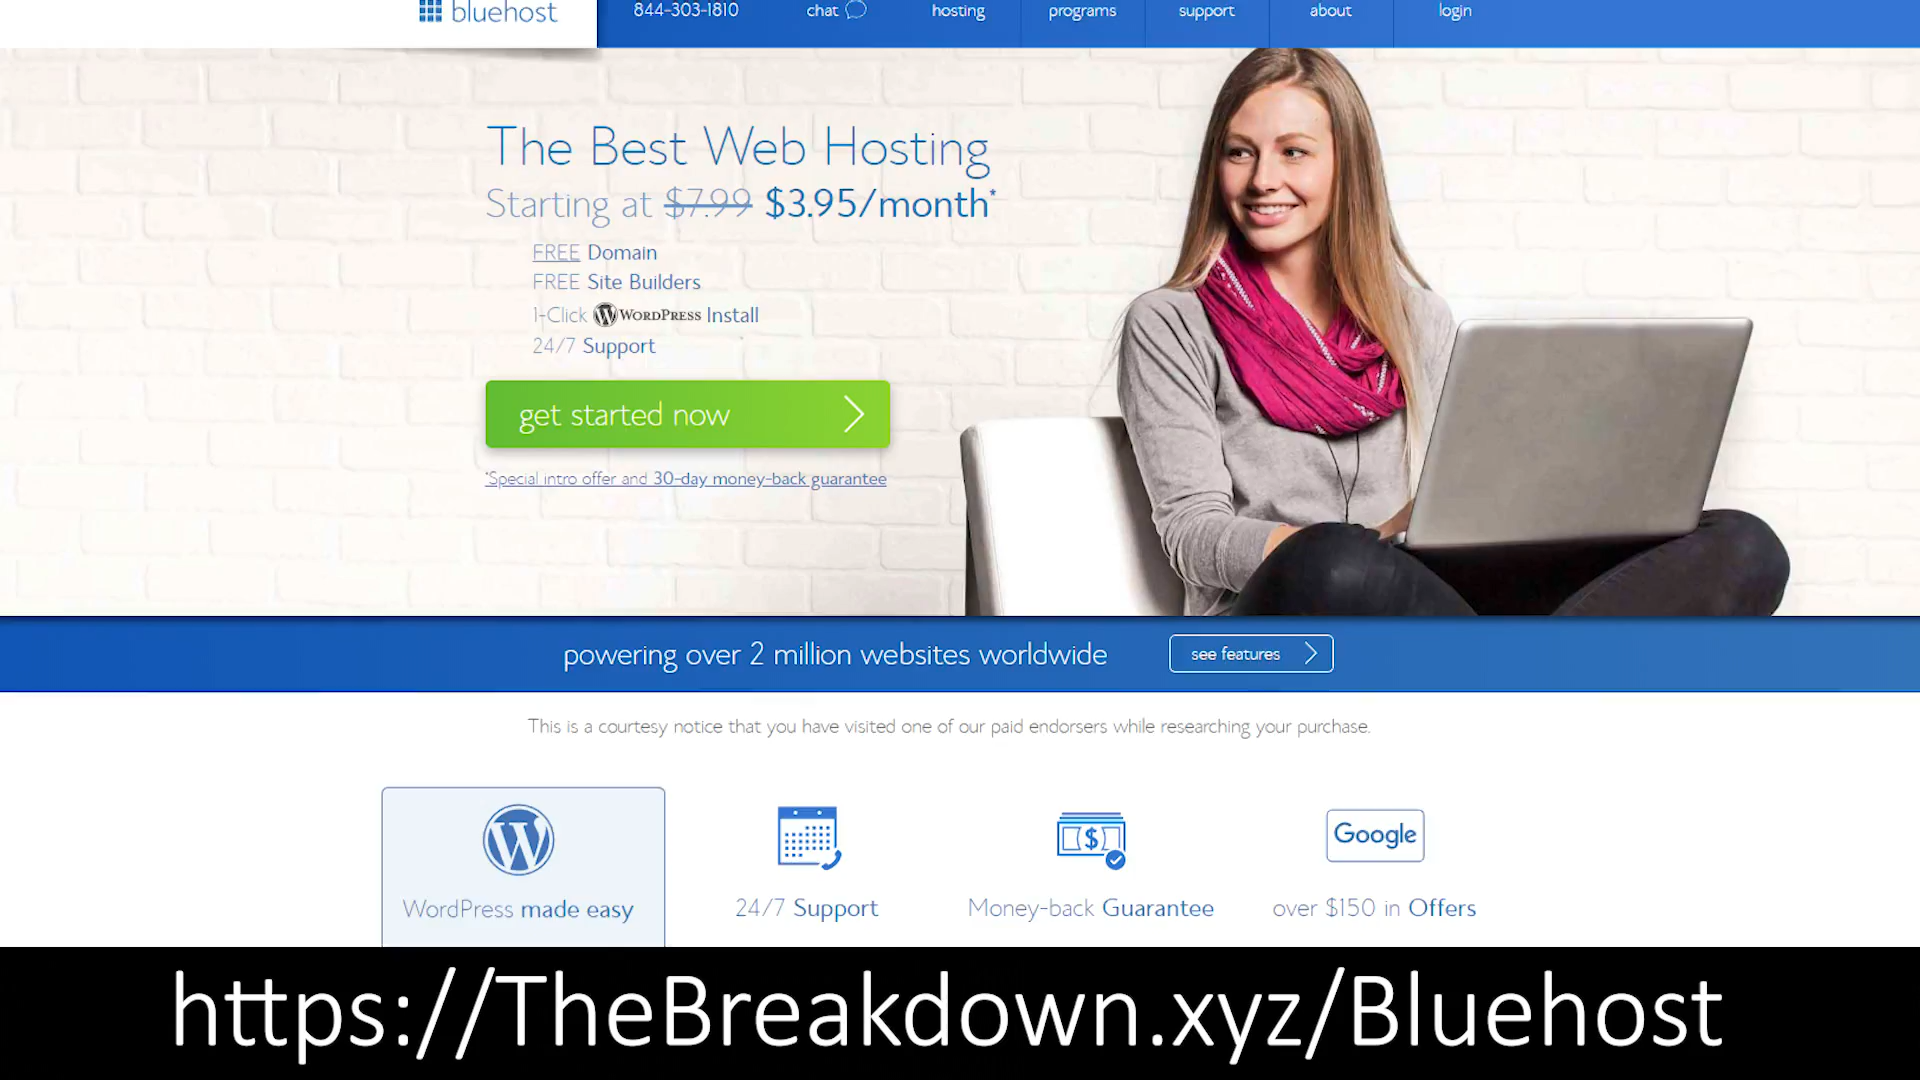 bluehost
844-303-1810
chat
hosting
programs
support
about
login
The Best Web Hosting
Starting at $7.99 $3.95/month*
FREE Domain
FREE Site Builders
1-Click WORDPRESS Install
24/7 Support
get started now
*Special intro offer and 30-day money-back guarantee
powering over 2 million websites worldwide
see features
This is a courtesy notice that you have visited one of our paid endorsers while researching your purchase.
WordPress made easy
24/7 Support
$
Money-back Guarantee
Google
over $150 in Offers
https://TheBreakdown.xyz/Bluehost